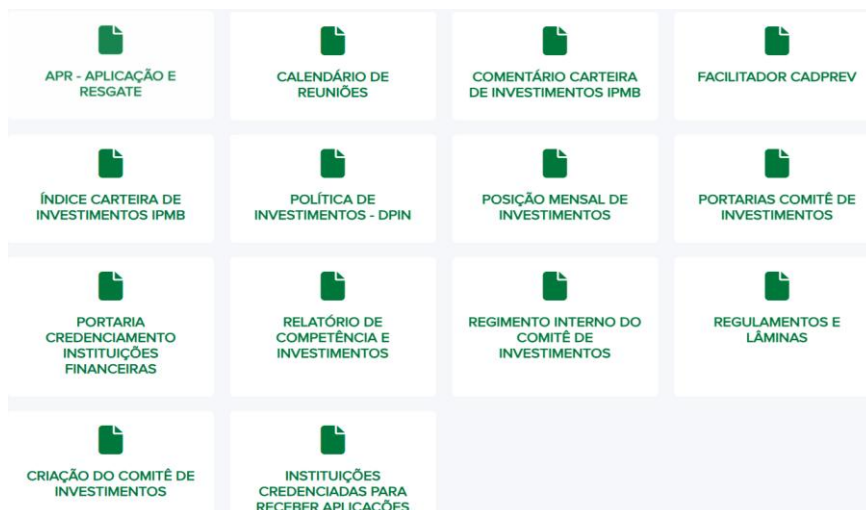 APR - APLICAÇÃO E
RESGATE
CALENDÁRIO DE
REUNIÕES
COMENTÁRIO CARTEIRA
DE INVESTIMENTOS IPMB
FACILITADOR CADPREV
ÍNDICE CARTEIRA DE
INVESTIMENTOS IPMB
POLÍTICA DE
INVESTIMENTOS - DPIN
POSIÇÃO MENSAL DE
INVESTIMENTOS
PORTARIAS COMITÊ DE
INVESTIMENTOS
PORTARIA
CREDENCIAMENTO
INSTITUIÇÕES
FINANCEIRAS
RELATÓRIO DE
COMPETÊNCIA E
INVESTIMENTOS
REGIMENTO INTERNO DO
COMITÊ DE
INVESTIMENTOS
REGULAMENTOS E
LÂMINAS
CRIAÇÃO DO COMITÊ DE
INVESTIMENTOS
INSTITUIÇÕES
CREDENCIADAS PARA
RECEBER APLICAÇÕES